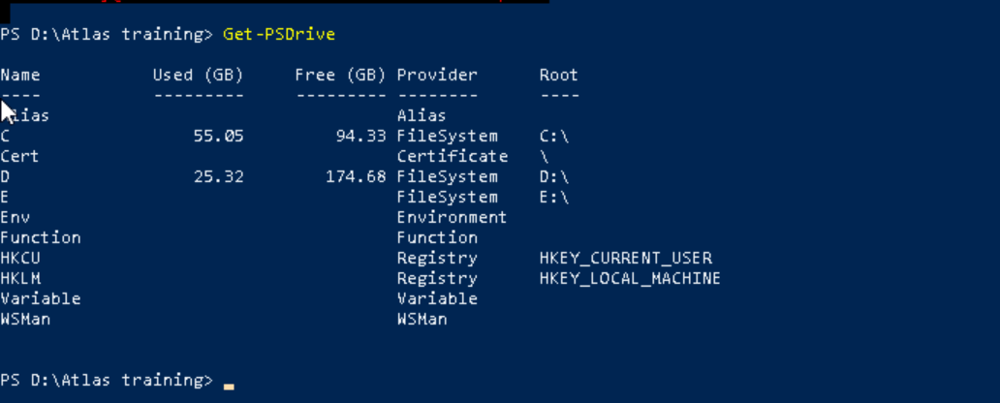 PS D:\Atlas training> Get-PSDrive
Name Used (GB) Free (GB) Provider Root
---- --------- --------- -------- ----
Alias Alias
C 55.05 94.33 FileSystem C:\
Cert Certificate \
D 25.32 174.68 FileSystem D:\
E FileSystem E:\
Env Environment
Function Function
HKCU Registry HKEY_CURRENT_USER
HKLM Registry HKEY_LOCAL_MACHINE
Variable Variable
WSMan WSMan
PS D:\Atlas training>